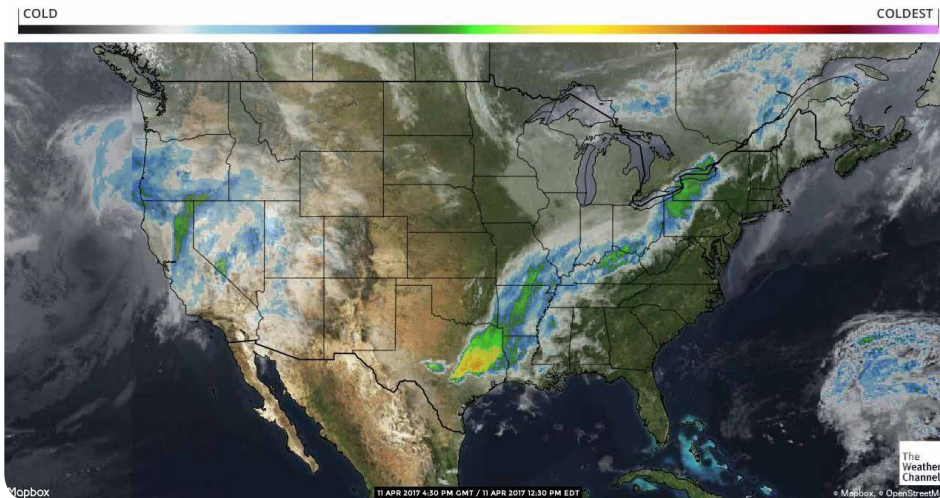 COLD
COLDEST
The
Weather
Channel
Mapbox
11 APR 2017 4:30 PM GMT / 11 APR 2017 12:30 PM EDT
© Mapbox, © OpenStreetM